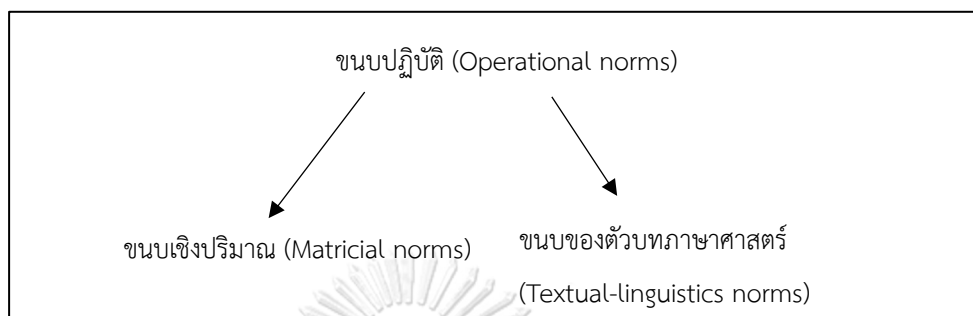 ขนบปฏิบัติ (Operational norms)
ขนบเชิงปริมาณ (Matricial norms)
ขนบของตัวบทภาษาศาสตร์
(Textual-linguistics norms)